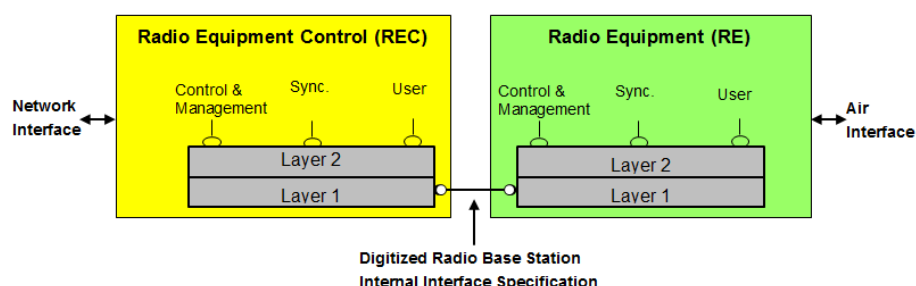 Radio Equipment Control (REC)
Radio Equipment (RE)
Control &
Management
Sync.
User
Control &
Management
Sync.
User
Network
Interface
Air
Interface
Layer 2
Layer 1
Layer 2
Layer 1
Digitized Radio Base Station
Internal Interface Specification